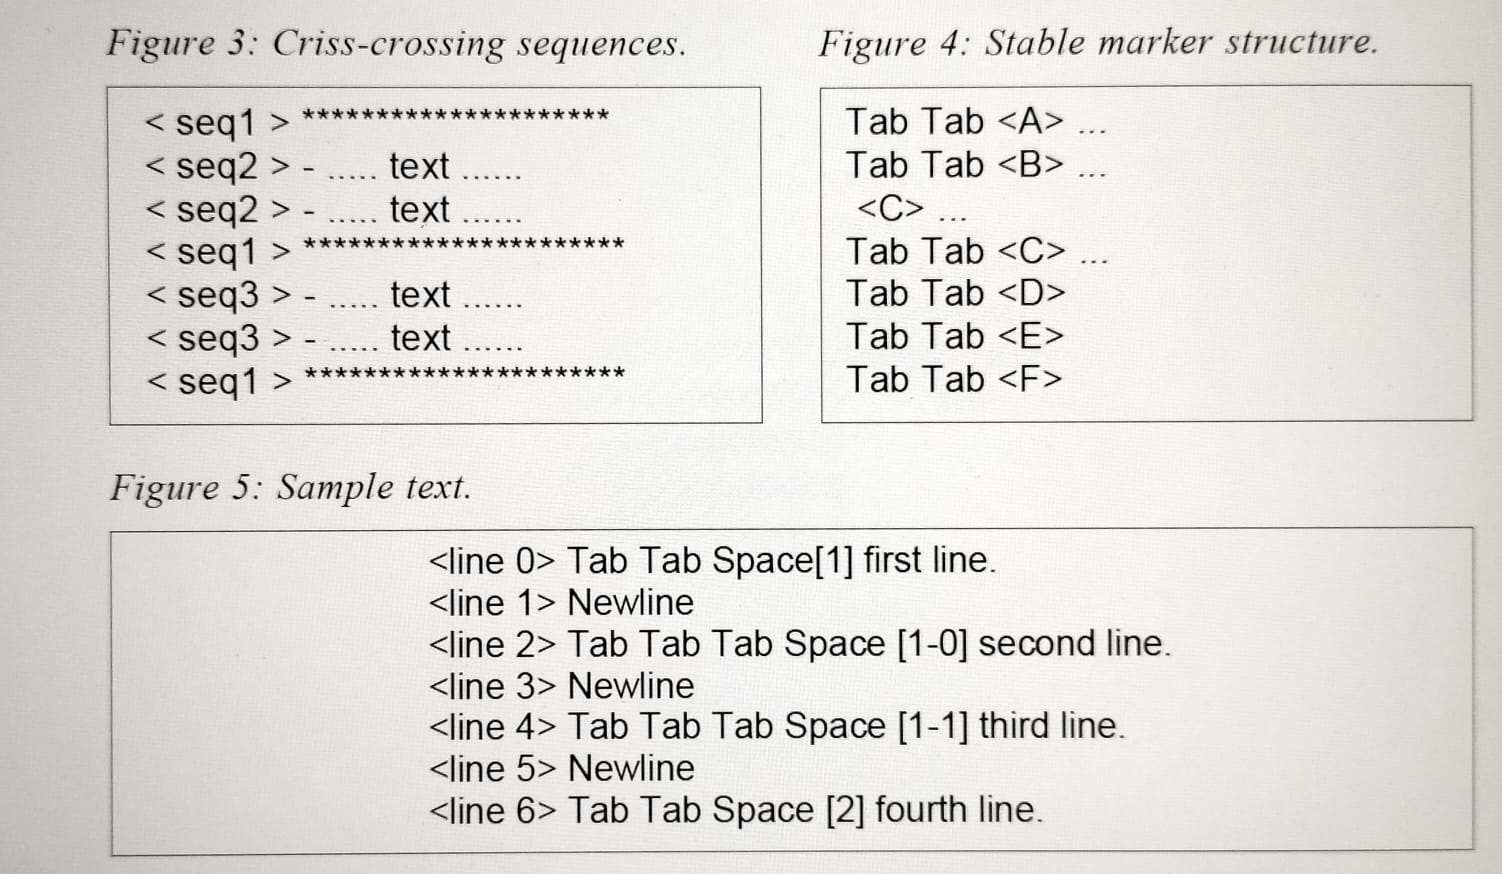 Figure 3: Criss-crossing sequences.
< seq1 > *********************
< seq2 > - ..... text ......
< seq2 > - ..... text ......
< seq1 > **********************
< seq3 > - ..... text ......
< seq3 > - ..... text ......
< seq1 > **********************
Figure 4: Stable marker structure.
Tab Tab <A> ...
Tab Tab <B> ...
<C> ...
Tab Tab <C> ...
Tab Tab <D>
Tab Tab <E>
Tab Tab <F>
Figure 5: Sample text.
<line 0> Tab Tab Space[1] first line.
<line 1> Newline
<line 2> Tab Tab Tab Space [1-0] second line.
<line 3> Newline
<line 4> Tab Tab Tab Space [1-1] third line.
<line 5> Newline
<line 6> Tab Tab Space [2] fourth line.